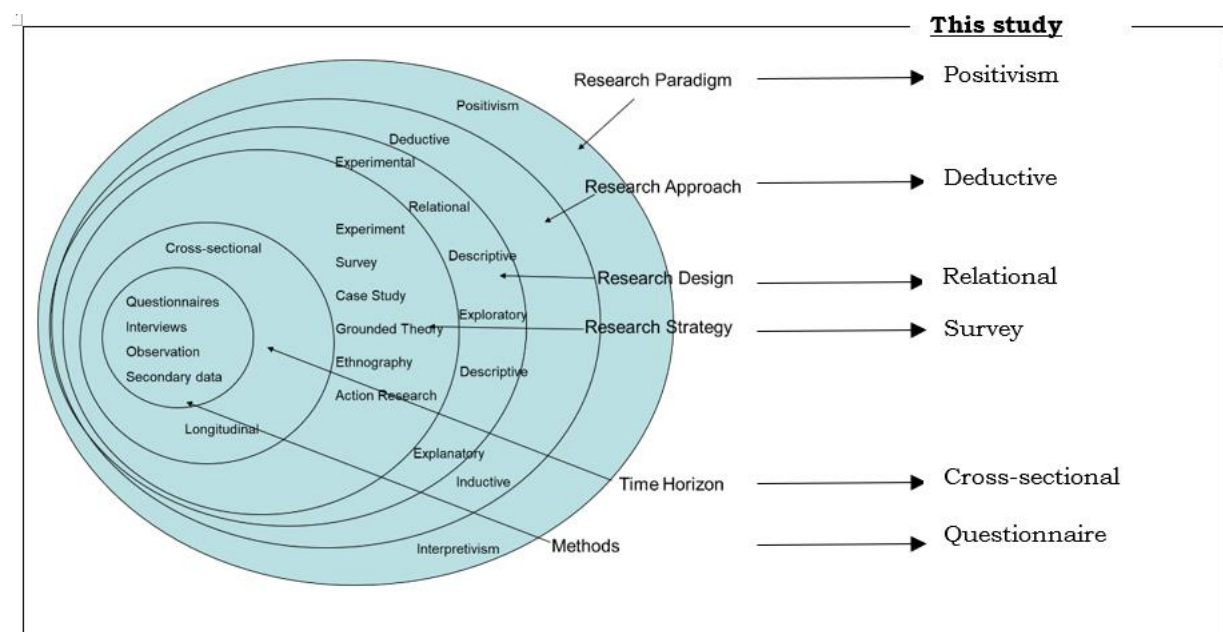 This study
Research Paradigm
Positivism
Positivism
Deductive
Experimental
Research Approach
Deductive
Relational
Experiment
Cross-sectional
Survey
Descriptive
Research Design
Relational
Questionnaires
Case Study
Exploratory
Interviews
Grounded Theory
Research Strategy
Survey
Observation
Ethnography
Secondary data
Descriptive
Action Research
Longitudinal
Explanatory
Inductive
Time Horizon
Cross-sectional
Interpretivism
Methods
Questionnaire